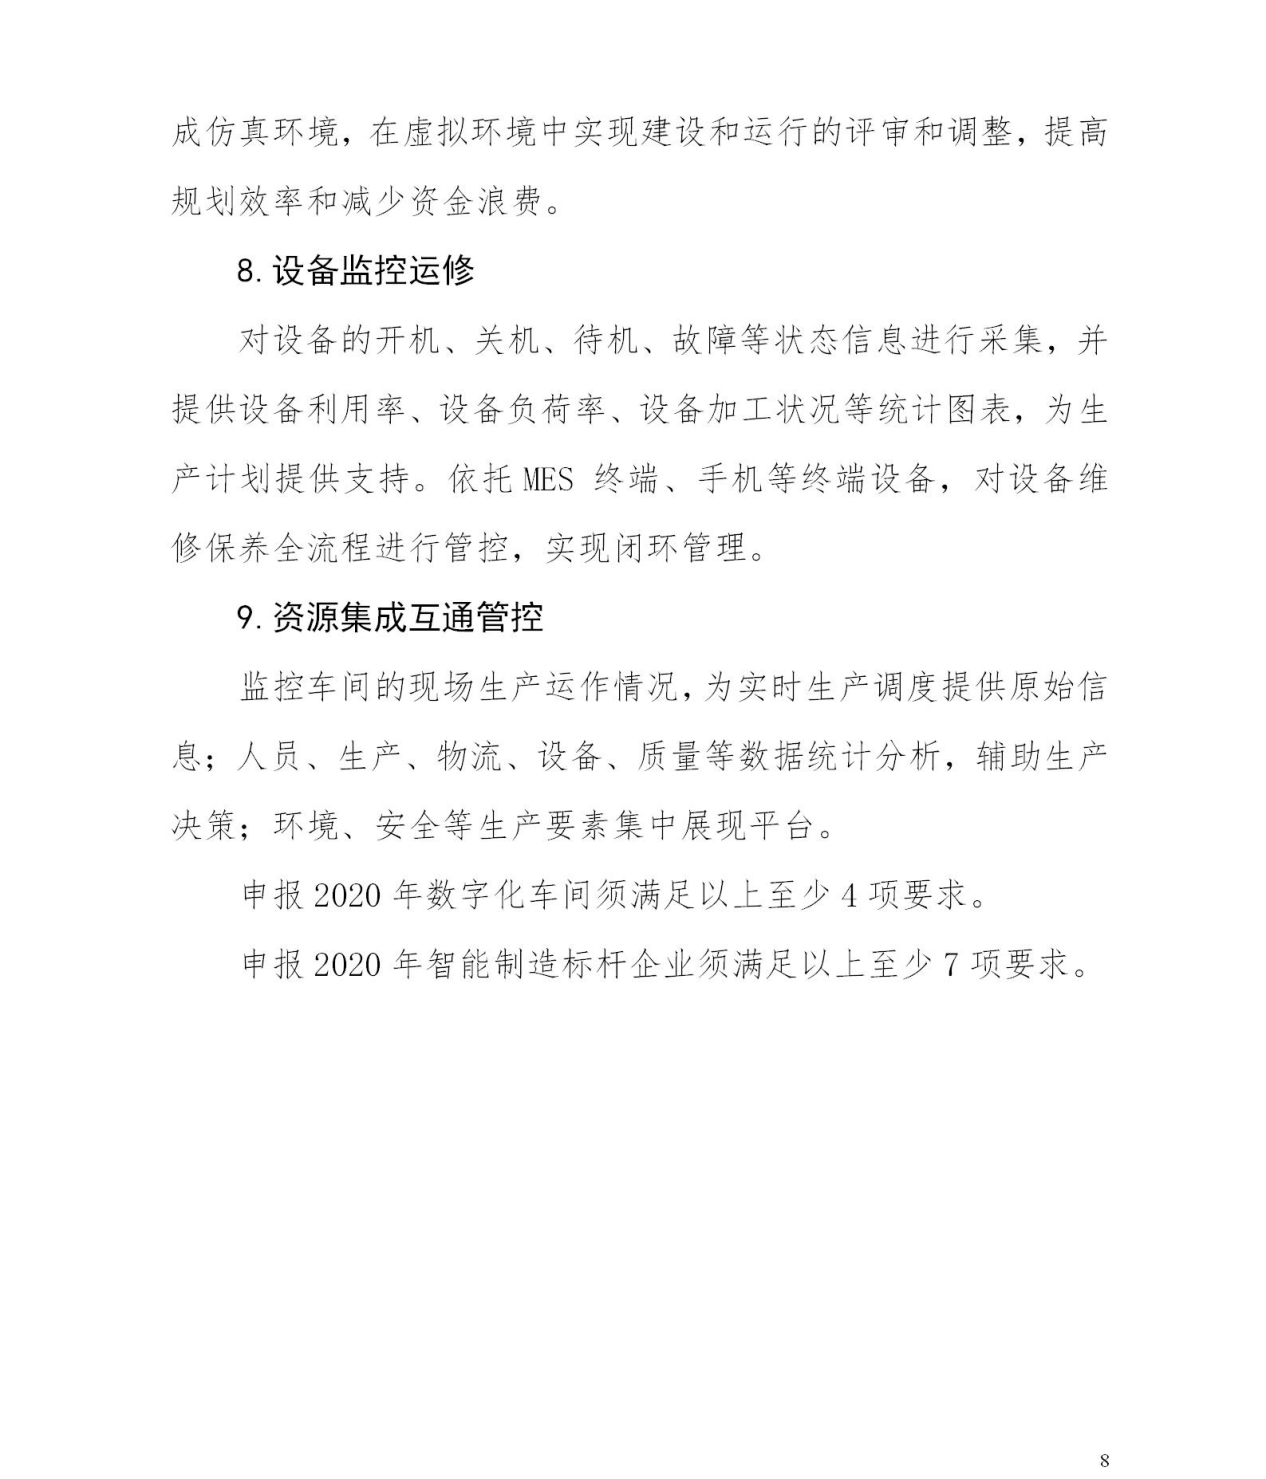 成仿真环境，在虚拟环境中实现建设和运行的评审和调整，提高
规划效率和减少资金浪费。
8.设备监控运修
对设备的开机、关机、待机、故障等状态信息进行采集，并
提供设备利用率、设备负荷率、设备加工状况等统计图表，为生
产计划提供支持。依托 MES 终端、手机等终端设备，对设备维
修保养全流程进行管控，实现闭环管理。
9.资源集成互通管控
监控车间的现场生产运作情况，为实时生产调度提供原始信
息；人员、生产、物流、设备、质量等数据统计分析，辅助生产
决策；环境、安全等生产要素集中展现平台。
申报 2020 年数字化车间须满足以上至少 4 项要求。
申报 2020 年智能制造标杆企业须满足以上至少 7 项要求。
8